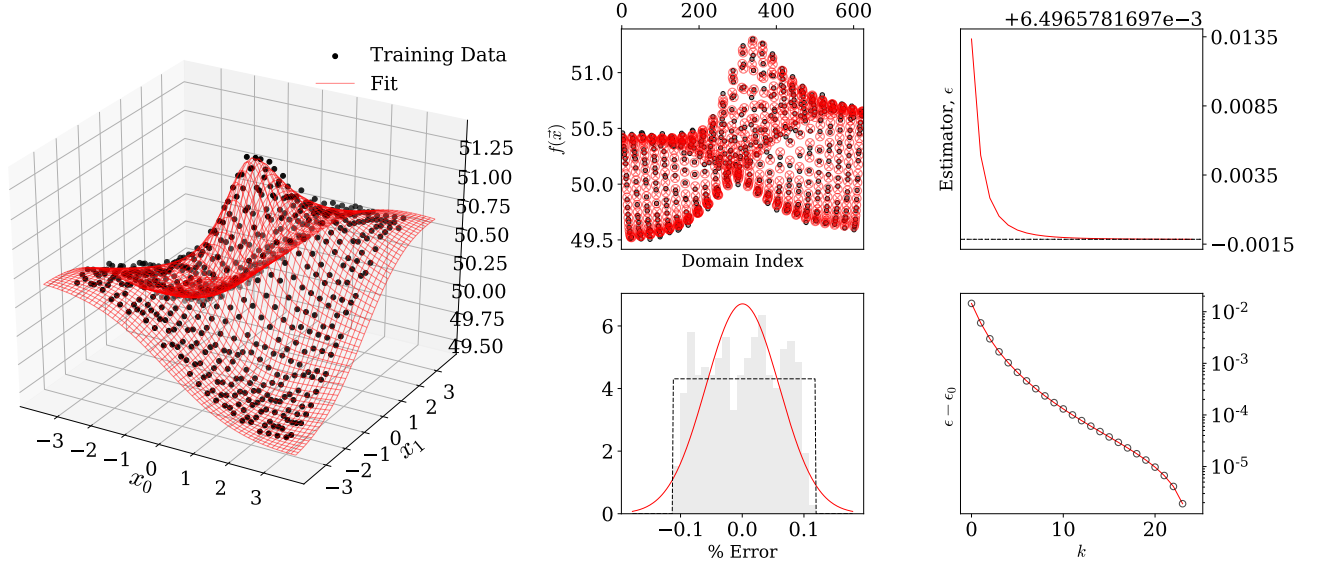 Training Data
Fit
51.25
51.00
50.75
50.50
50.25
50.00
49.75
49.50
−3
−2
−1
0
1
2
3
x₀
−3
−2
−1
0
1
2
3
x₁
0 200 400 600
51.0
50.5
50.0
49.5
f(x⃗)
Domain Index
6
4
2
0
−0.1 0.0 0.1
% Error
+6.4965781697e−3
0.0135
0.0085
0.0035
−0.0015
Estimator, ϵ
10⁻²
10⁻³
10⁻⁴
10⁻⁵
ϵ − ϵ₀
0 10 20
k